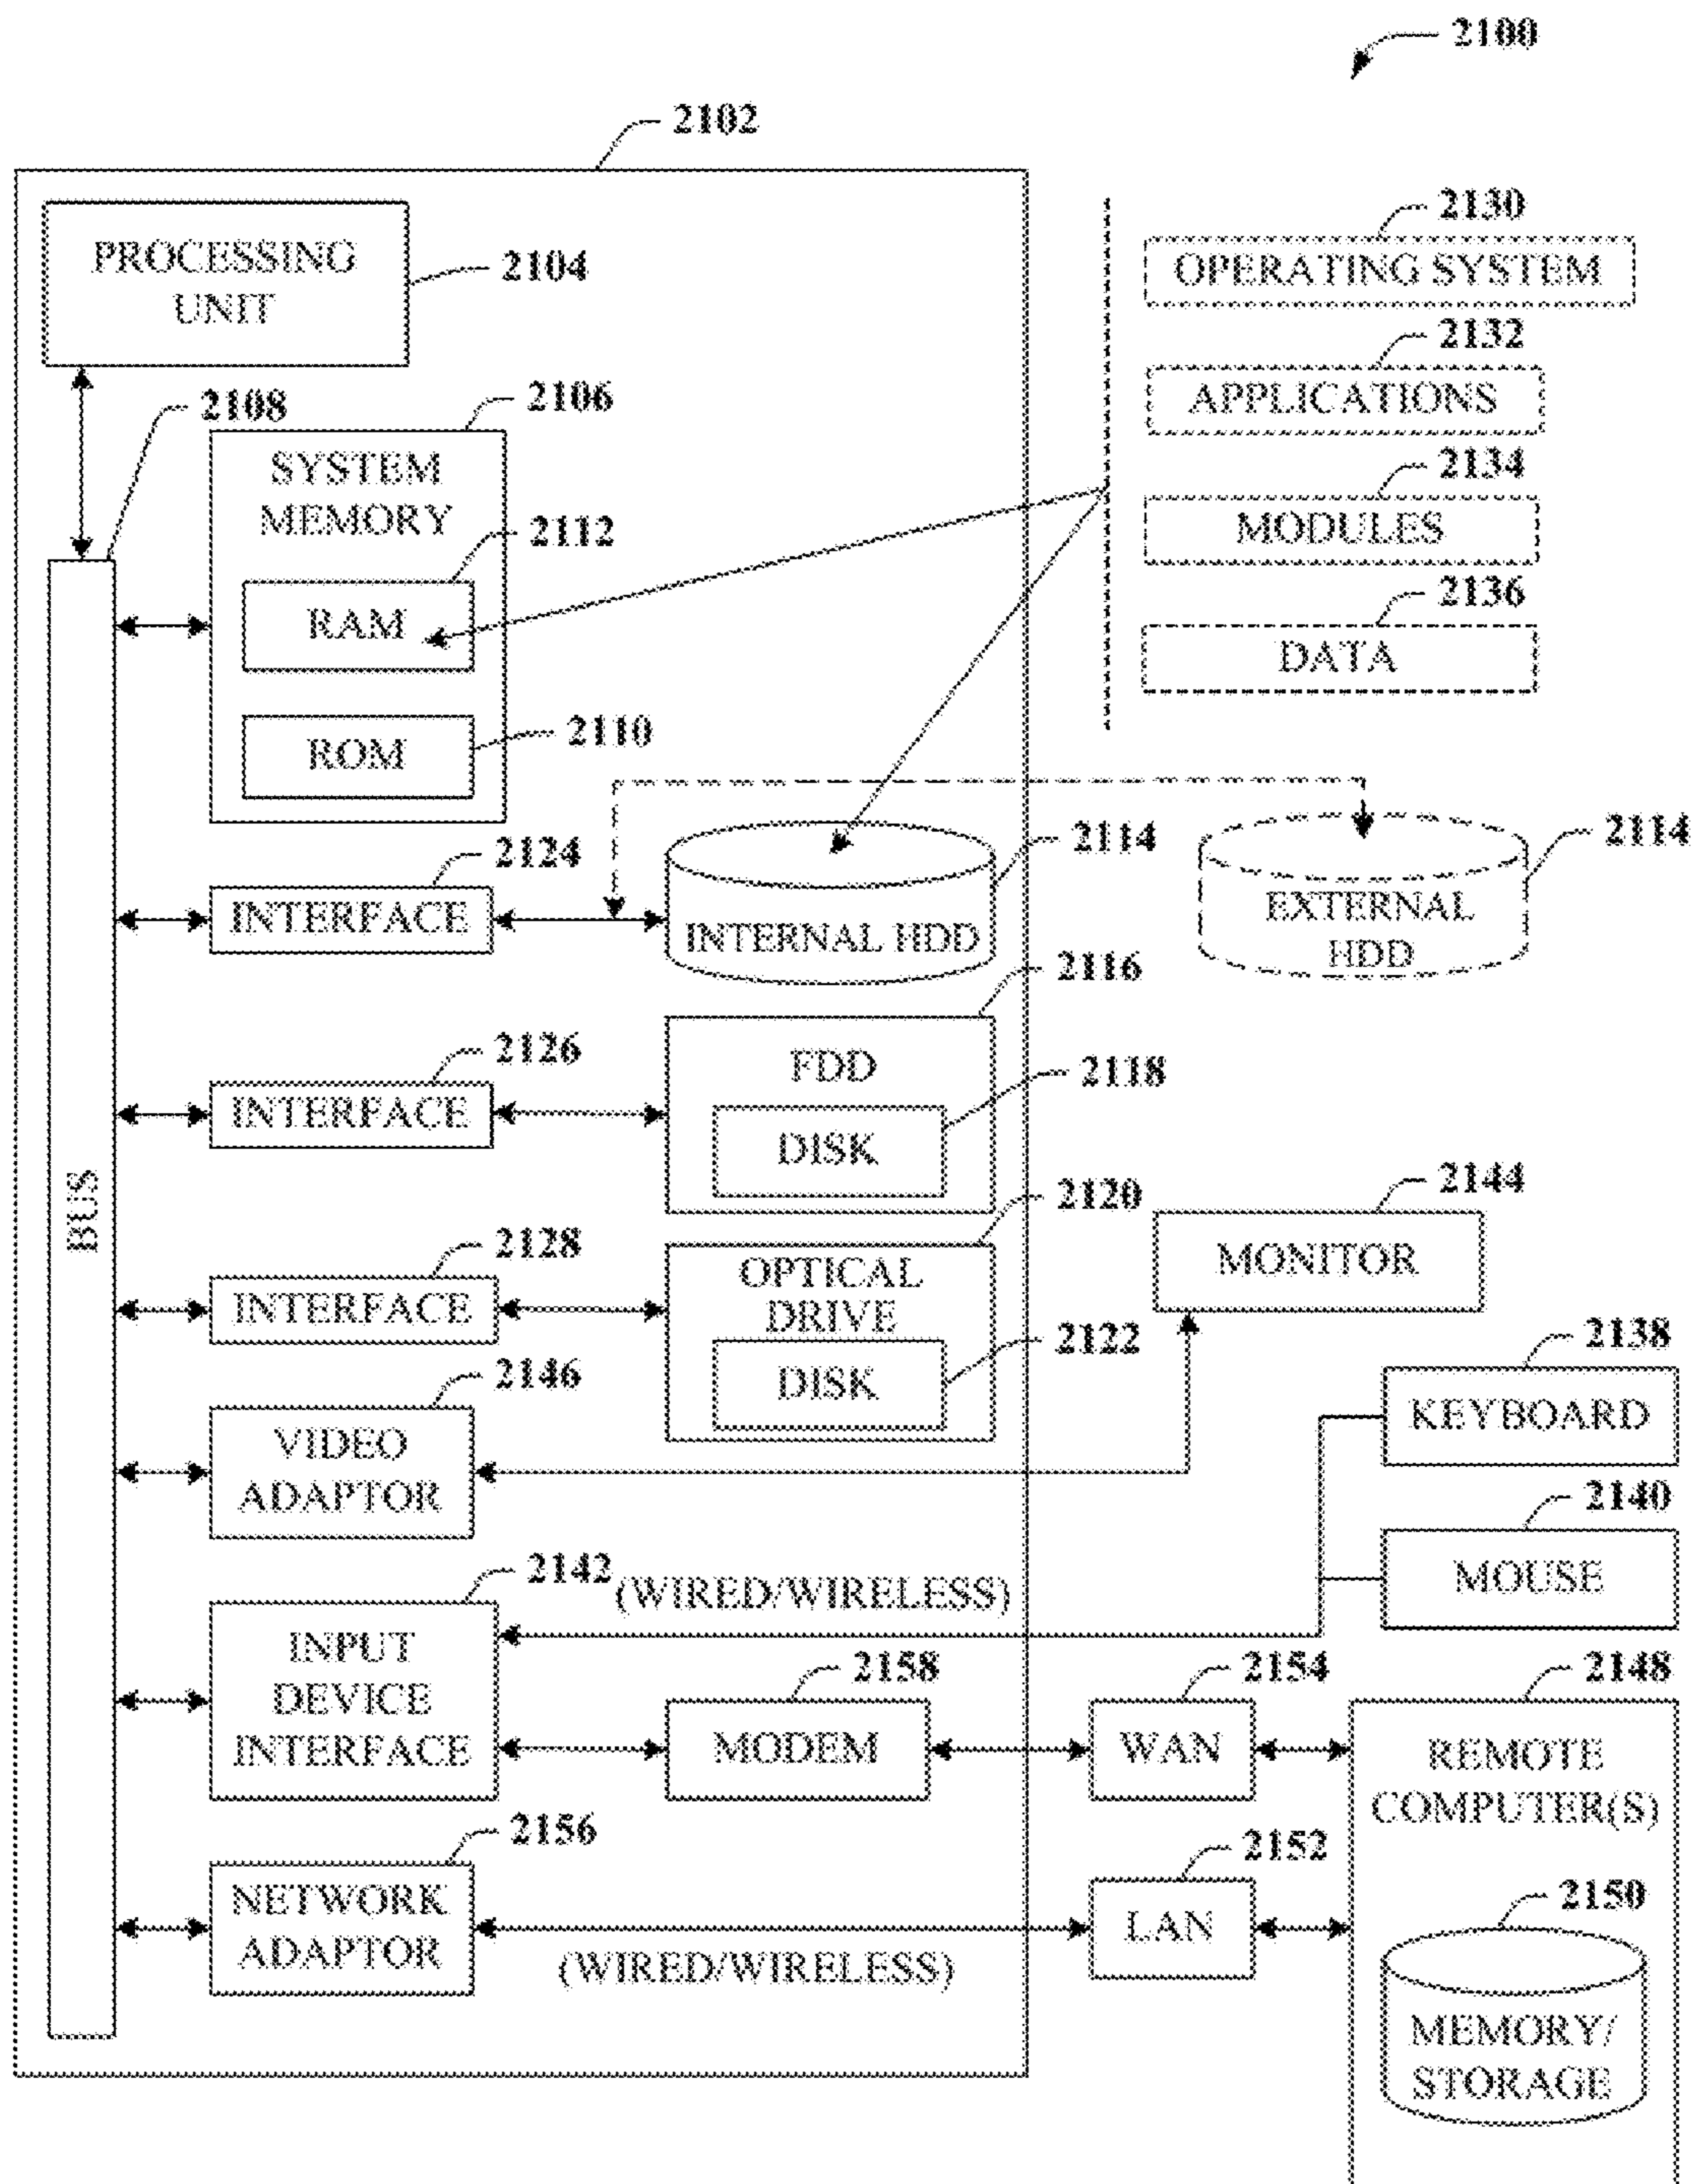 2100
2102
PROCESSING
UNIT
2104
2108
2106
SYSTEM
MEMORY
2112
RAM
2110
ROM
2130
OPERATING SYSTEM
2132
APPLICATIONS
2134
MODULES
2136
DATA
BUS
2124
INTERFACE
2114
INTERNAL HDD
2114
EXTERNAL
HDD
2126
INTERFACE
2116
FDD
2118
DISK
2128
INTERFACE
2120
OPTICAL
DRIVE
2122
DISK
2144
MONITOR
2146
VIDEO
ADAPTOR
2138
KEYBOARD
2140
MOUSE
2142
(WIRED/WIRELESS)
INPUT
DEVICE
INTERFACE
2158
MODEM
2154
WAN
2148
REMOTE
COMPUTER(S)
2156
NETWORK
ADAPTOR
(WIRED/WIRELESS)
2152
LAN
2150
MEMORY/
STORAGE